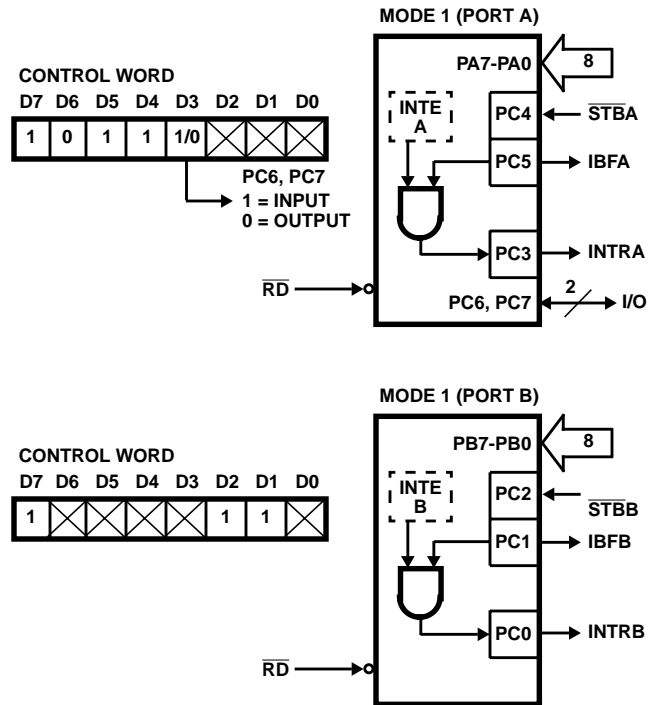 MODE 1 (PORT A)
CONTROL WORD
D7 D6 D5 D4 D3 D2 D1 D0
1 0 1 1 1/0
PC6, PC7
1 = INPUT
0 = OUTPUT
PA7-PA0
8
INTE
A
PC4
STBA
PC5
IBFA
PC3
INTRA
RD
PC6, PC7
2
I/O
MODE 1 (PORT B)
CONTROL WORD
D7 D6 D5 D4 D3 D2 D1 D0
1 1 1
PB7-PB0
8
INTE
B
PC2
STBB
PC1
IBFB
PC0
INTRB
RD